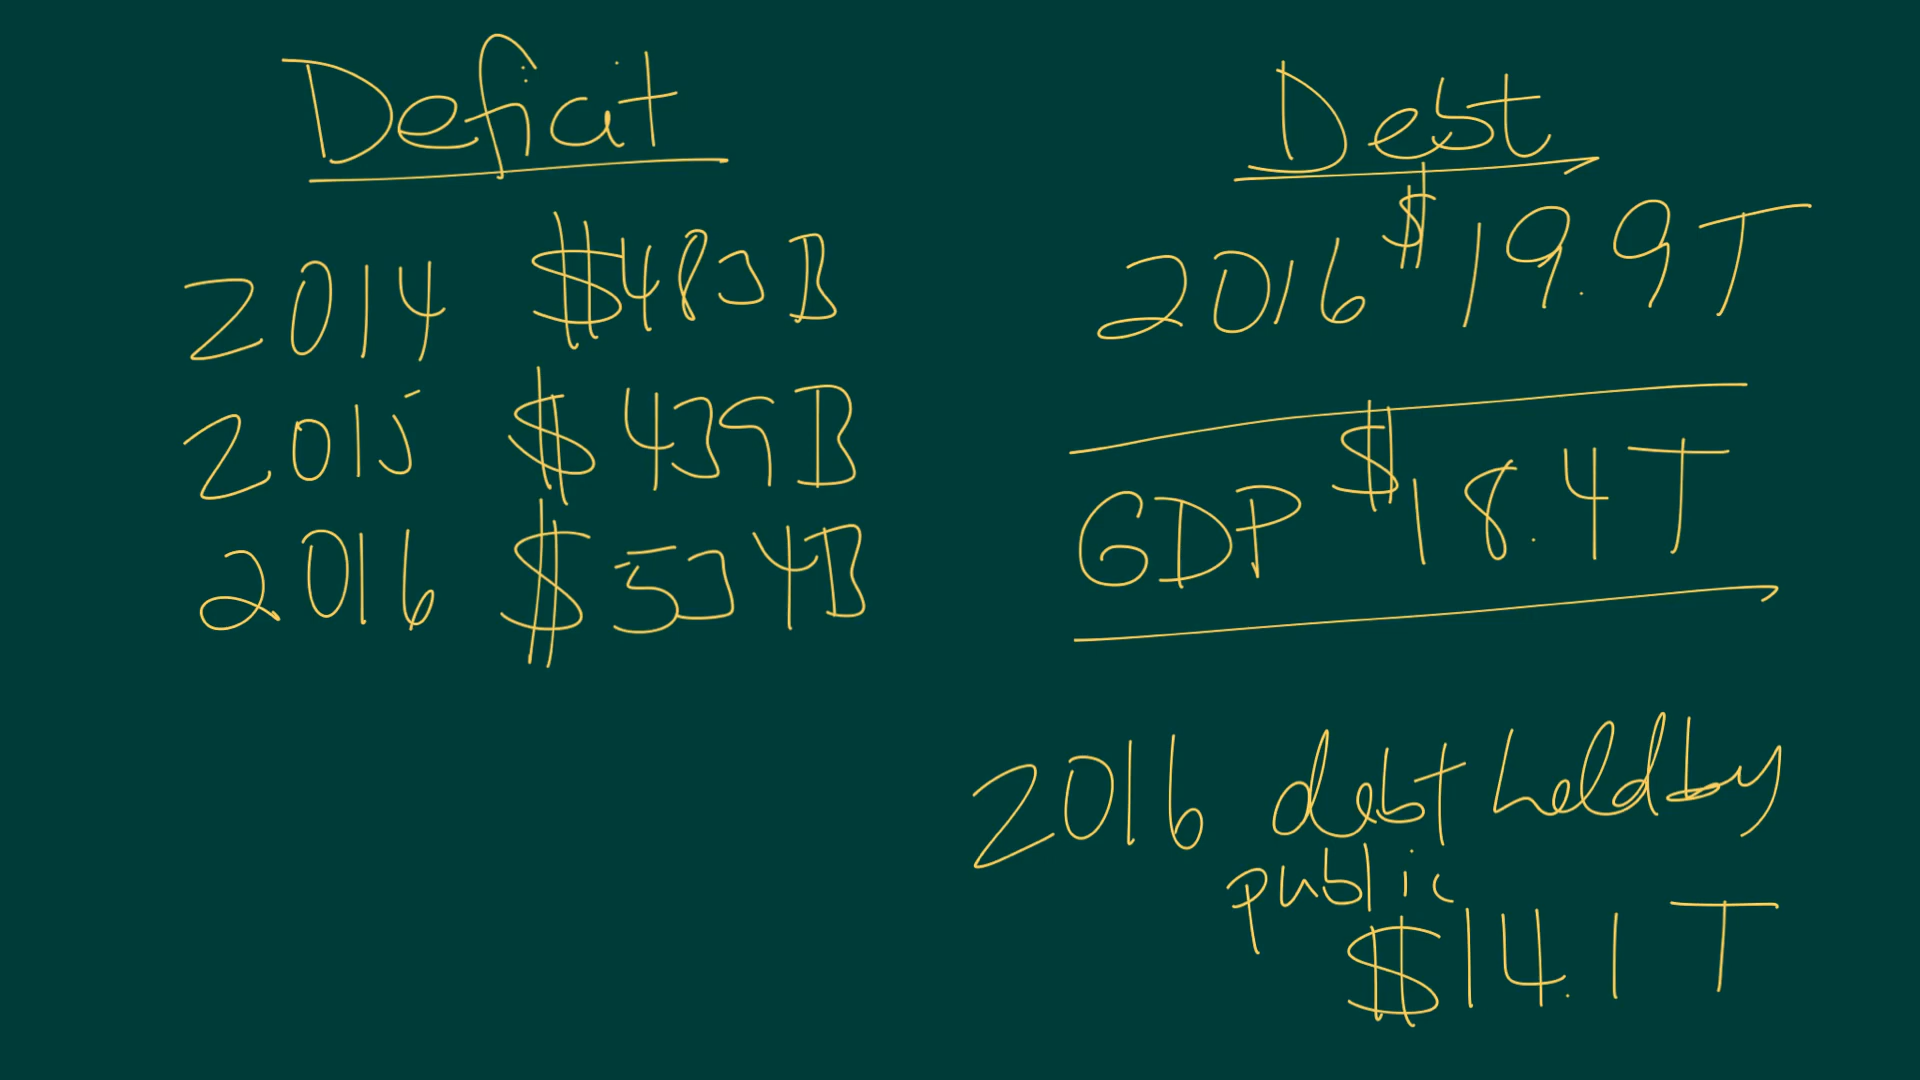 Deficit
2014 $483B
2015 $439B
2016 $534B
Debt
2016 $19.9T
GDP $18.4T
2016 debt held by
public
$14.1T